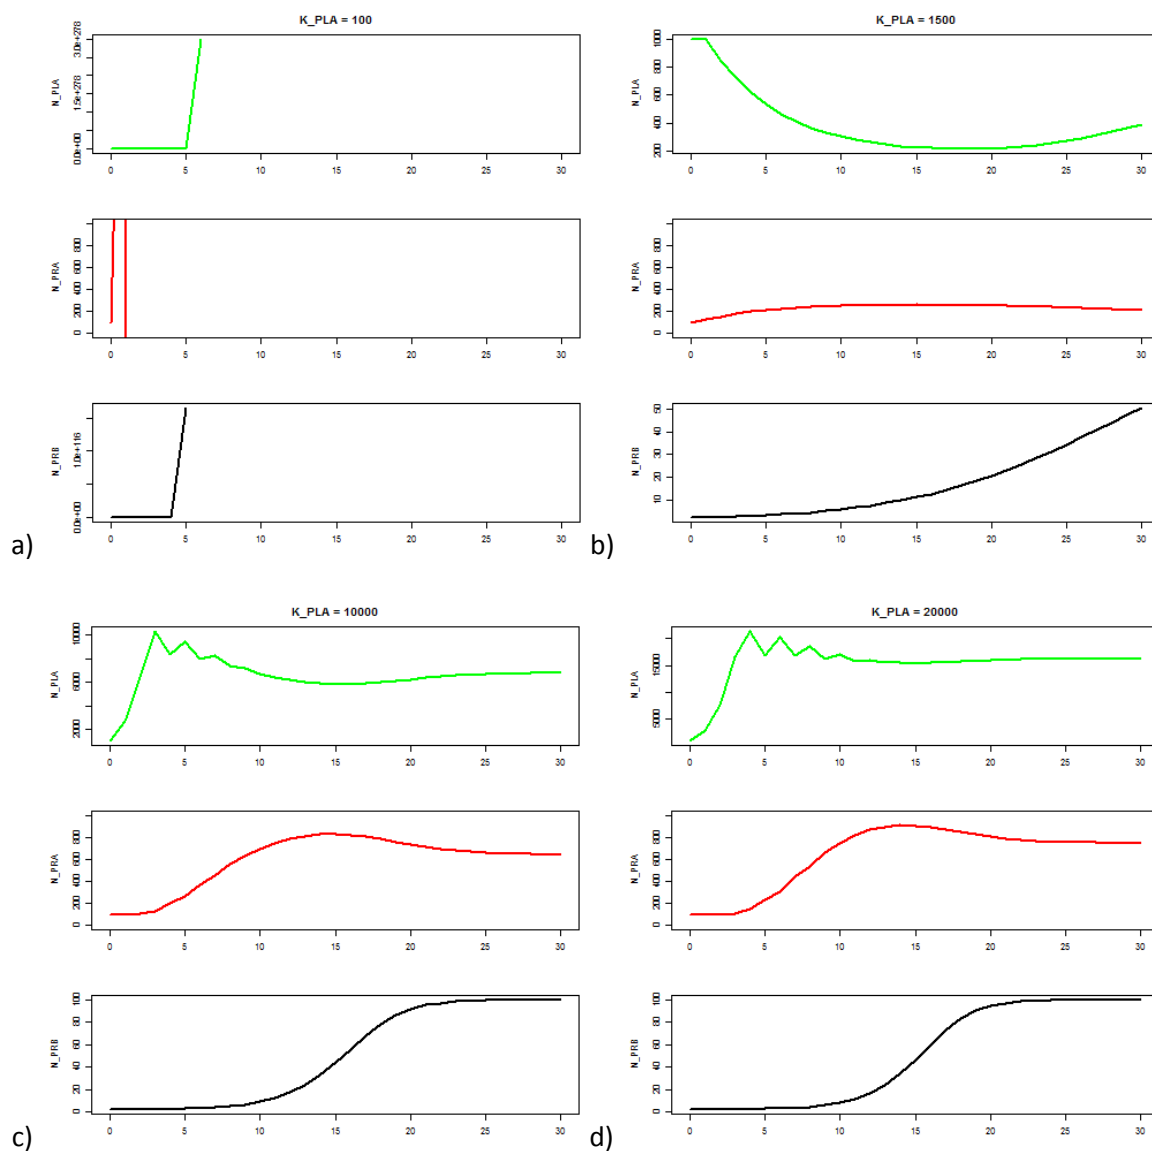 K_PLA = 100
N_PLA
0.0e+00 1.5e+278 3.0e+278
0 5 10 15 20 25 30
N_PRA
0 200 400 600 800
0 5 10 15 20 25 30
N_PRB
0.0e+00 1.0e+116
0 5 10 15 20 25 30
a)
K_PLA = 1500
N_PLA
200 400 600 800 1000
0 5 10 15 20 25 30
N_PRA
0 200 400 600 800
0 5 10 15 20 25 30
N_PRB
10 20 30 40 50
0 5 10 15 20 25 30
b)
K_PLA = 10000
N_PLA
2000 6000 10000
0 5 10 15 20 25 30
N_PRA
0 200 400 600 800
0 5 10 15 20 25 30
N_PRB
0 20 40 60 80 100
0 5 10 15 20 25 30
c)
K_PLA = 20000
N_PLA
5000 15000
0 5 10 15 20 25 30
N_PRA
0 200 400 600 800
0 5 10 15 20 25 30
N_PRB
0 20 40 60 80 100
0 5 10 15 20 25 30
d)